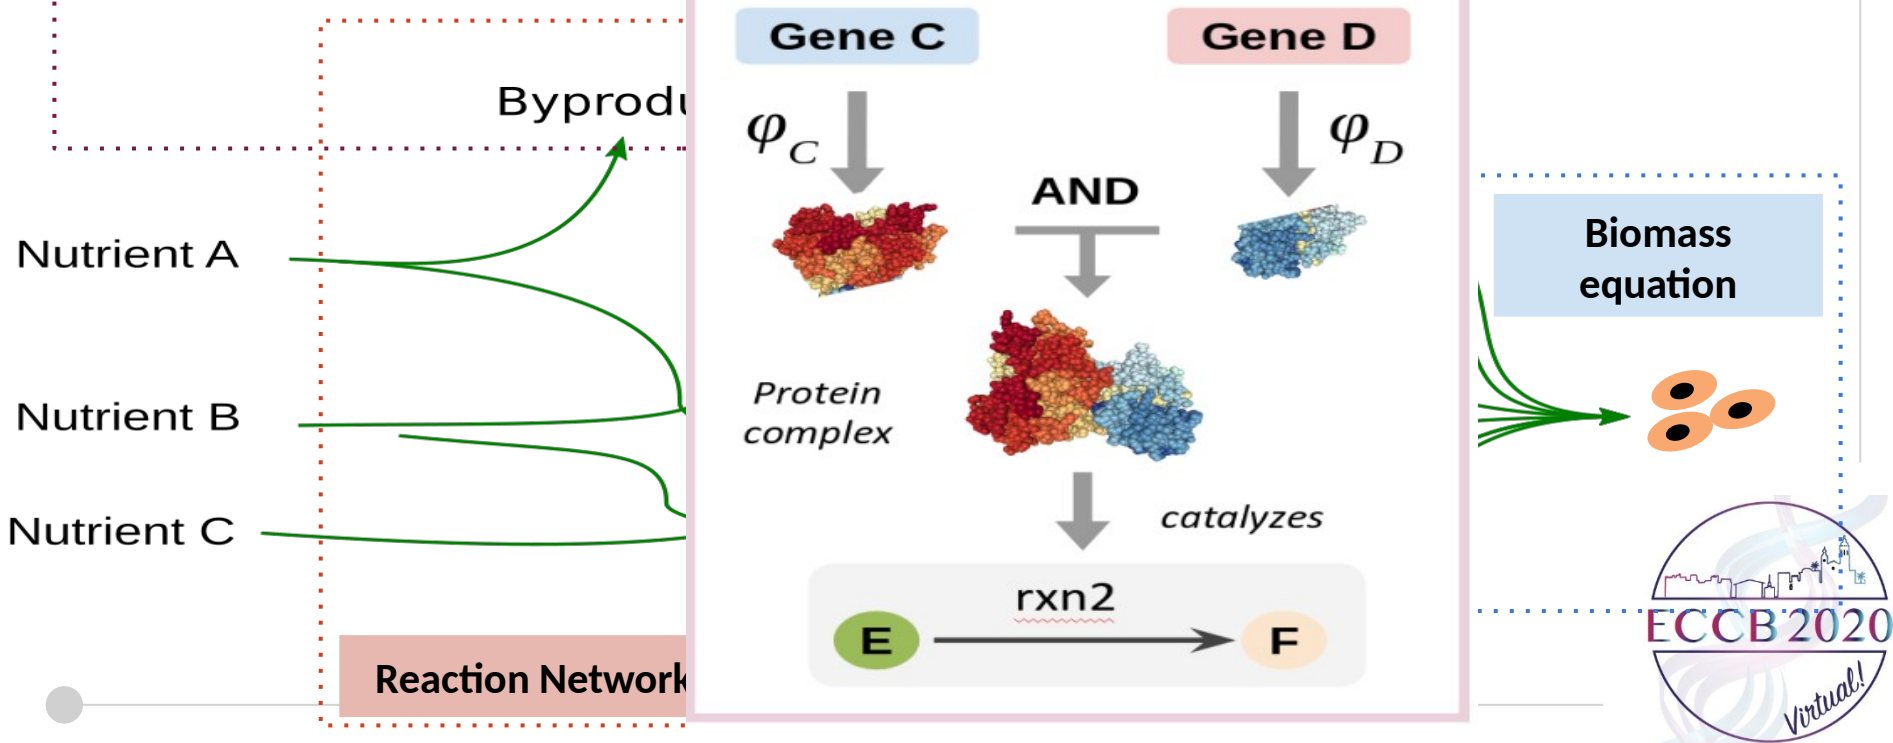 Gene C
Gene D
Byprodu
φC
φD
AND
Nutrient A
Biomass
equation
Nutrient B
Protein
complex
Nutrient C
catalyzes
rxn2
E
F
ECCB 2020
Reaction Network
Virtual!